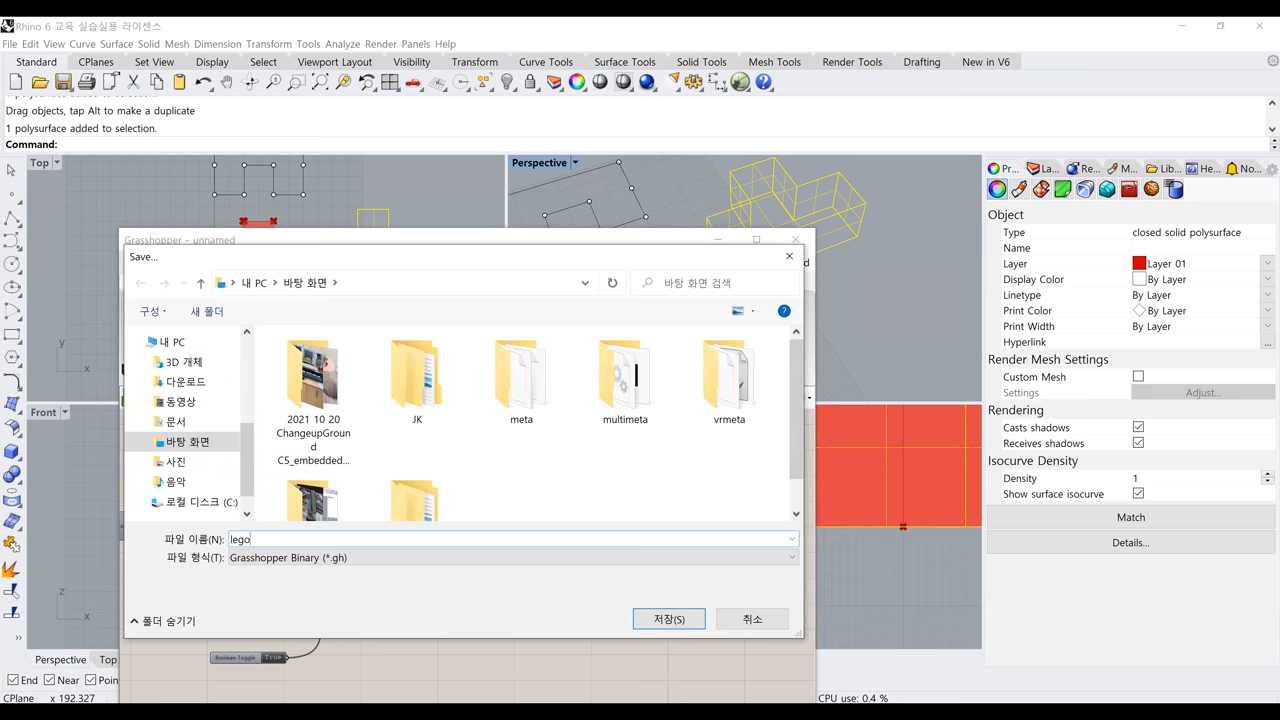 Rhino 6 교육 실습실용 라이센스
File Edit View Curve Surface Solid Mesh Dimension Transform Tools Analyze Render Panels Help
Standard CPlanes Set View Display Select Viewport Layout Visibility Transform Curve Tools Surface Tools Solid Tools Mesh Tools Render Tools Drafting New in V6
Drag objects, tap Alt to make a duplicate
1 polysurface added to selection.
Command:
Top
Perspective
Pr... La... Re... M... Lib... He... No...
Object
Type closed solid polysurface
Name
Layer Layer 01
Display Color By Layer
Linetype By Layer
Print Color By Layer
Print Width By Layer
Hyperlink ...
Render Mesh Settings
Custom Mesh
Settings Adjust...
Rendering
Casts shadows
Receives shadows
Isocurve Density
Density 1
Show surface isocurve
Match
Details...
Grasshopper - unnamed
Save...
내 PC 바탕 화면
바탕 화면 검색
구성 새 폴더
내 PC
3D 개체
다운로드
동영상
문서
바탕 화면
사진
음악
로컬 디스크 (C:)
2021 10 20
ChangeupGroun
d
C5_embedded...
JK
meta
multimeta
vrmeta
파일 이름(N): lego
파일 형식(T): Grasshopper Binary (*.gh)
폴더 숨기기
저장(S) 취소
y
x
Front
z
x
Boolean Toggle True
Perspective Top
End Near Poin
CPlane x 192.327
CPU use: 0.4 %